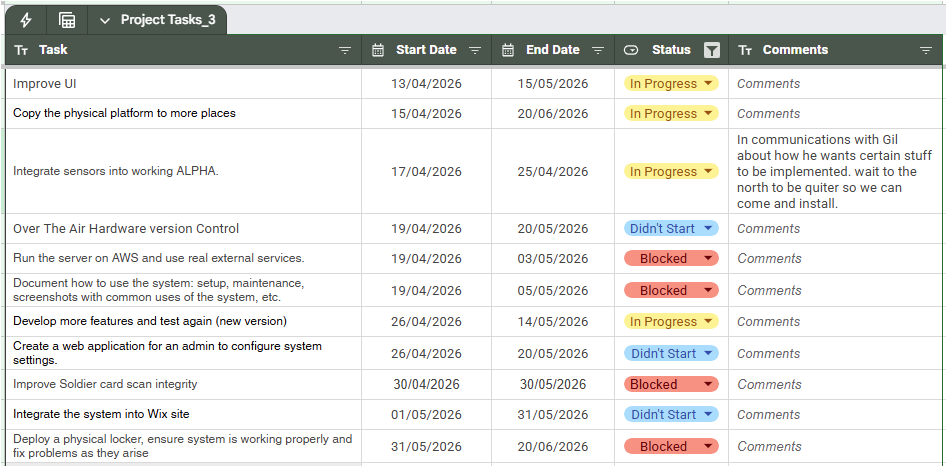 Project Tasks_3
Task Start Date End Date Status Comments
Improve UI 13/04/2026 15/05/2026 In Progress Comments
Copy the physical platform to more places 15/04/2026 20/06/2026 In Progress Comments
In communications with Gil
about how he wants certain stuff
Integrate sensors into working ALPHA. 17/04/2026 25/04/2026 In Progress to be implemented. wait to the
north to be quiter so we can
come and install.
Over The Air Hardware version Control 19/04/2026 20/05/2026 Didn't Start Comments
Run the server on AWS and use real external services. 19/04/2026 03/05/2026 Blocked Comments
Document how to use the system: setup, maintenance,
screenshots with common uses of the system, etc. 19/04/2026 05/05/2026 Blocked Comments
Develop more features and test again (new version) 26/04/2026 14/05/2026 In Progress Comments
Create a web application for an admin to configure system
settings. 26/04/2026 20/05/2026 Didn't Start Comments
Improve Soldier card scan integrity 30/04/2026 30/05/2026 Blocked Comments
Integrate the system into Wix site 01/05/2026 31/05/2026 Didn't Start Comments
Deploy a physical locker, ensure system is working properly and
fix problems as they arise 31/05/2026 20/06/2026 Blocked Comments